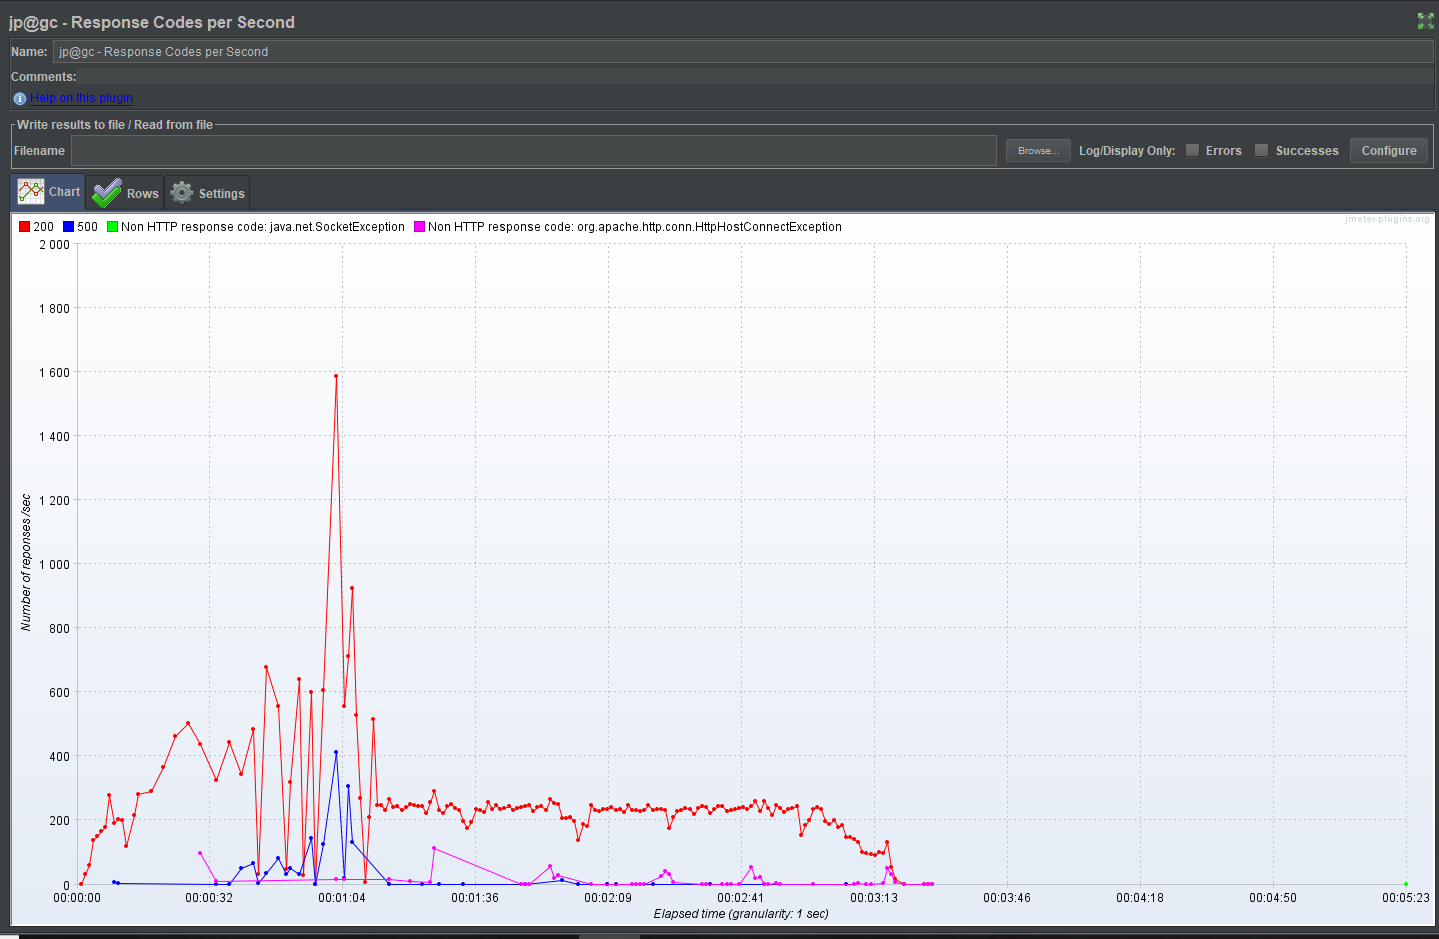 jp@gc - Response Codes per Second
Name: jp@gc - Response Codes per Second
Comments:
Help on this plugin
Write results to file / Read from file
Filename Browse... Log/Display Only: Errors Successes Configure
Chart Rows Settings
jmeter-plugins.org
200 500 Non HTTP response code: java.net.SocketException Non HTTP response code: org.apache.http.conn.HttpHostConnectException
2 000
1 800
1 600
1 400
1 200
1 000
800
600
400
200
0
Number of reponses /sec
00:00:00 00:00:32 00:01:04 00:01:36 00:02:09 00:02:41 00:03:13 00:03:46 00:04:18 00:04:50 00:05:23
Elapsed time (granularity: 1 sec)